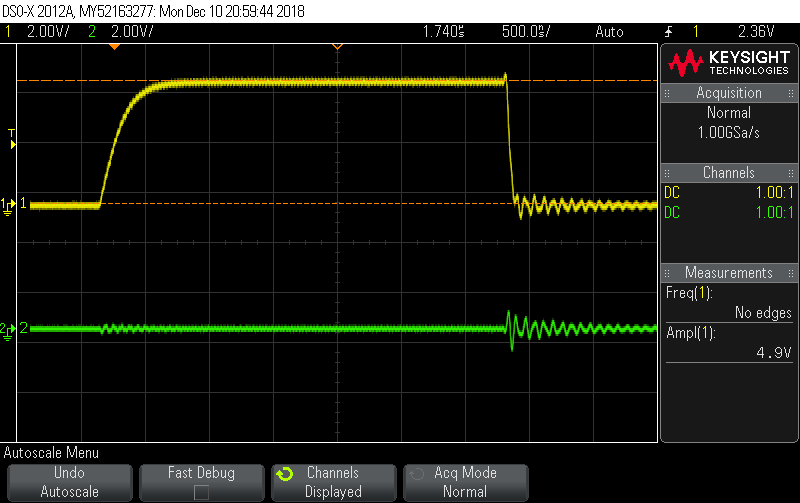 DSO-X 2012A, MY52163277: Mon Dec 10 20:59:44 2018
1 2.00V/ 2 2.00V/ 1.740s 500.0s/ Auto 1 2.36V
KEYSIGHT
TECHNOLOGIES
Acquisition
Normal
1.00GSa/s
Channels
DC 1.00:1
DC 1.00:1
Measurements
Freq(1):
No edges
Ampl(1):
4.9V
T
1 1
2 2
Autoscale Menu
Undo
Autoscale
Fast Debug
Channels
Displayed
Acq Mode
Normal